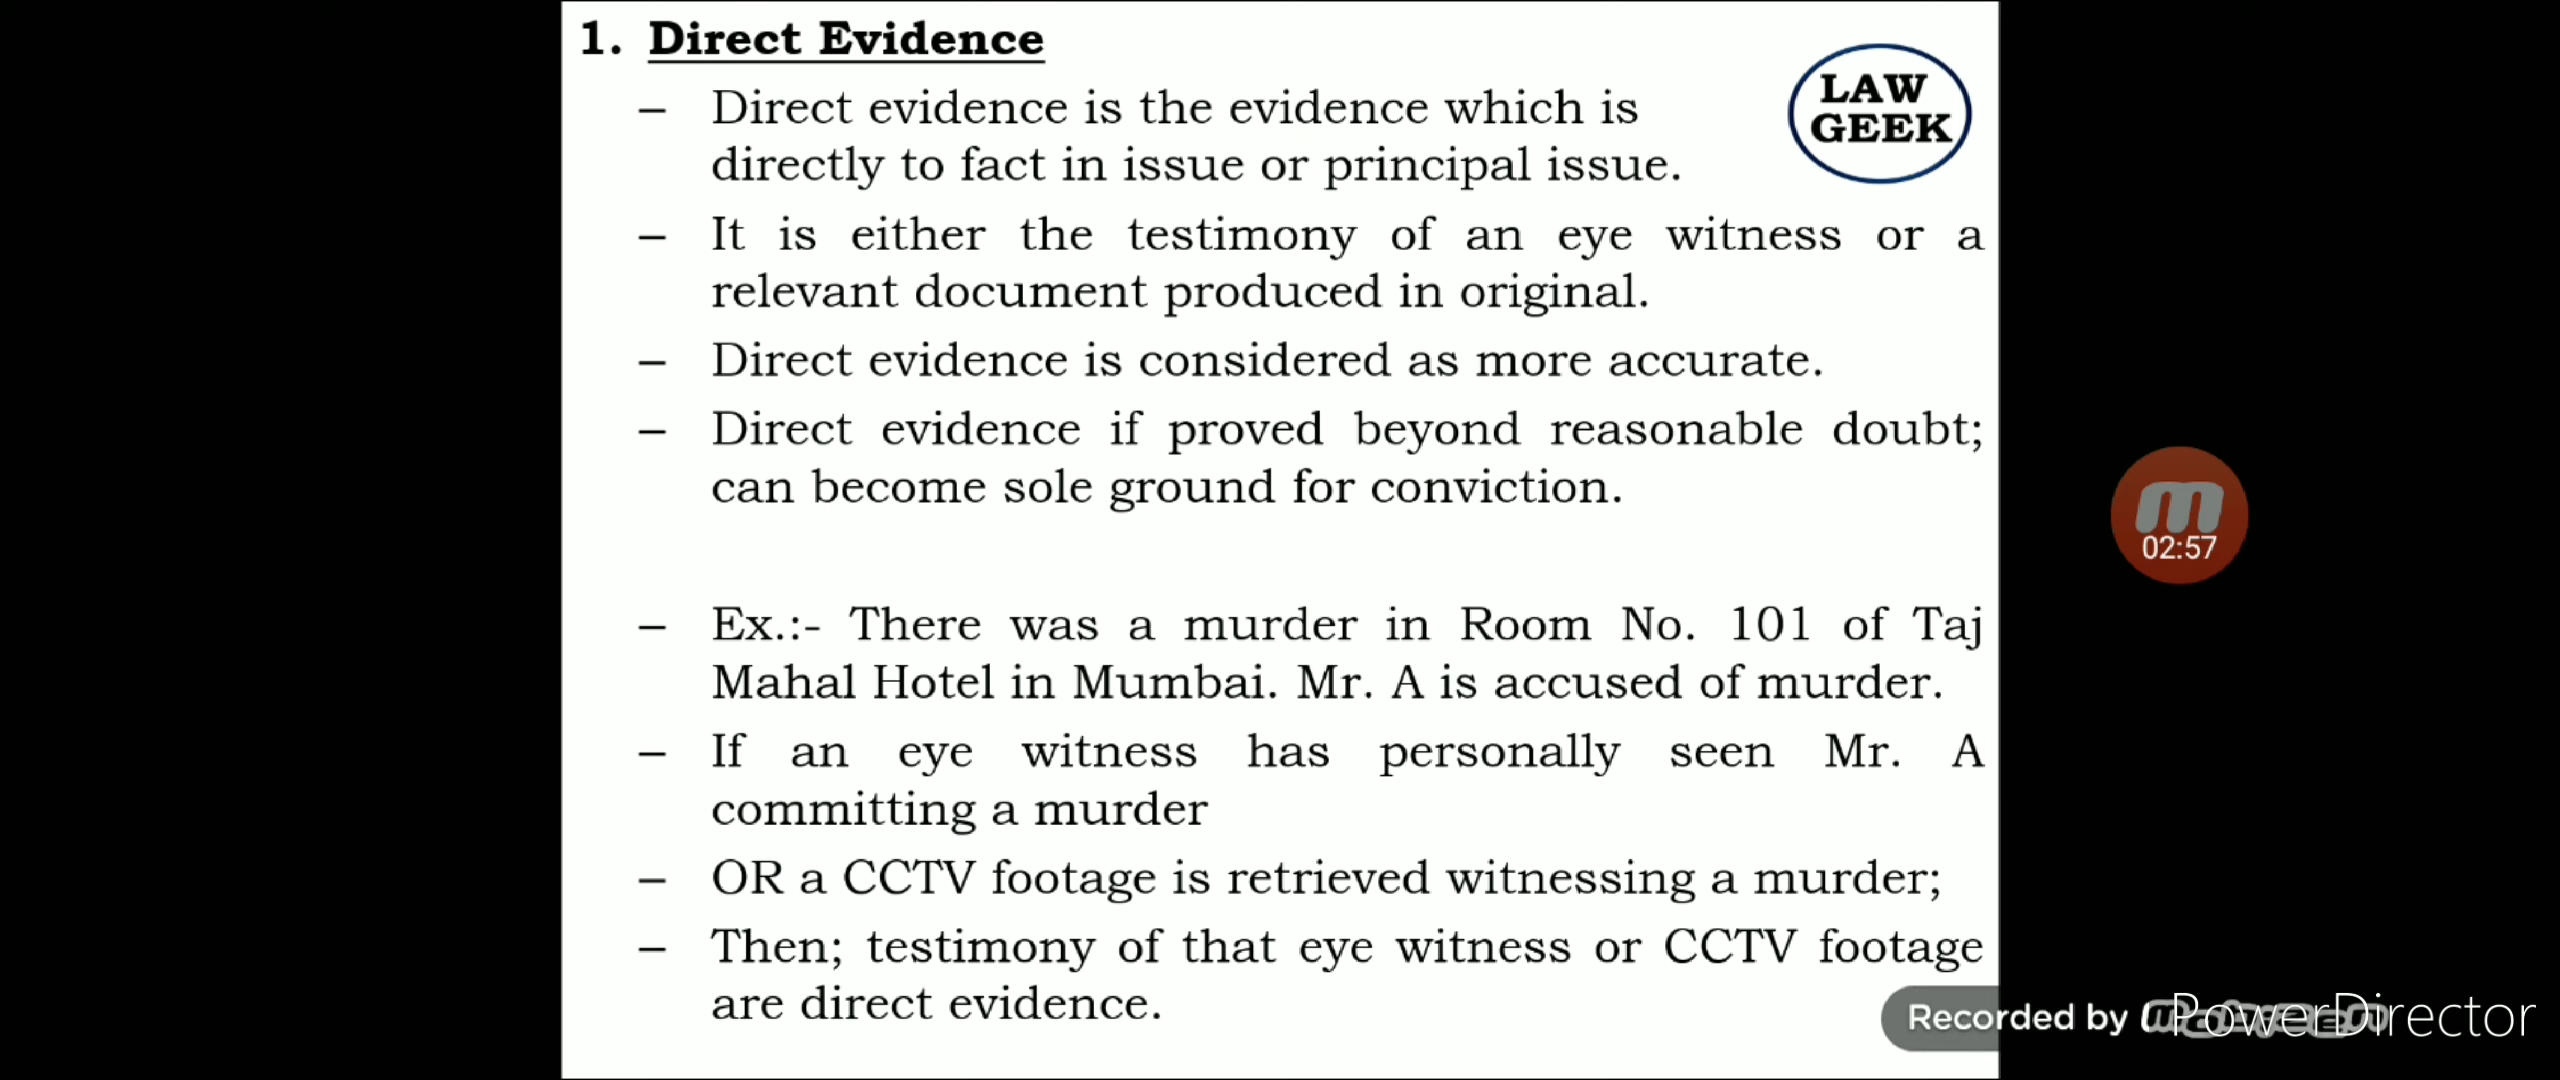 1. Direct Evidence
LAW
GEEK
– Direct evidence is the evidence which is
directly to fact in issue or principal issue.
– It is either the testimony of an eye witness or a
relevant document produced in original.
– Direct evidence is considered as more accurate.
– Direct evidence if proved beyond reasonable doubt;
can become sole ground for conviction.
– Ex.:- There was a murder in Room No. 101 of Taj
Mahal Hotel in Mumbai. Mr. A is accused of murder.
– If an eye witness has personally seen Mr. A
committing a murder
– OR a CCTV footage is retrieved witnessing a murder;
– Then; testimony of that eye witness or CCTV footage
are direct evidence.
m
02:57
Recorded by
PowerDirector